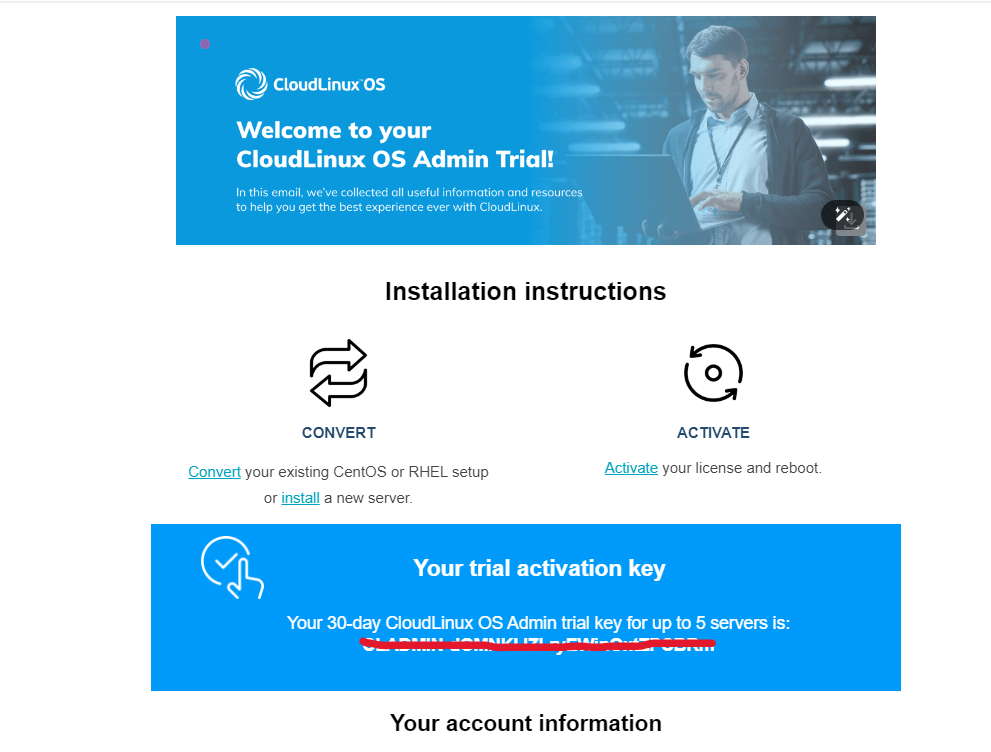 CloudLinux OS
Welcome to your
CloudLinux OS Admin Trial!
In this email, we've collected all useful information and resources
to help you get the best experience ever with CloudLinux.
Installation instructions
CONVERT
ACTIVATE
Convert your existing CentOS or RHEL setup
or install a new server.
Activate your license and reboot.
Your trial activation key
Your 30-day CloudLinux OS Admin trial key for up to 5 servers is:
Your account information